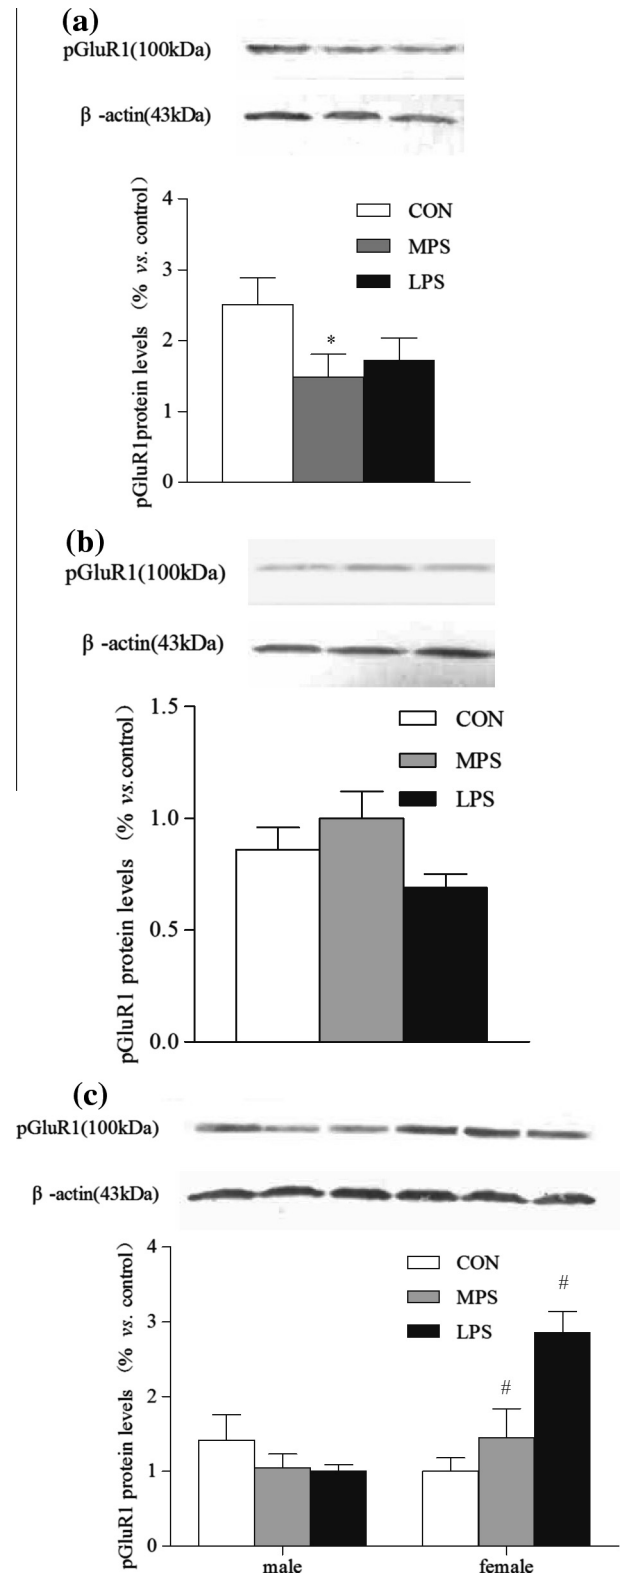 (a)
pGluR1(100kDa)
β -actin(43kDa)
pGluR1protein levels (% vs. control)
4
3
2
1
0
CON
MPS
LPS
*
(b)
pGluR1(100kDa)
β -actin(43kDa)
pGluR1 protein levels (% vs.control)
1.5
1.0
0.5
0.0
CON
MPS
LPS
(c)
pGluR1(100kDa)
β -actin(43kDa)
pGluR1 protein levels (% vs. control)
4
3
2
1
0
CON
MPS
LPS
#
#
male
female